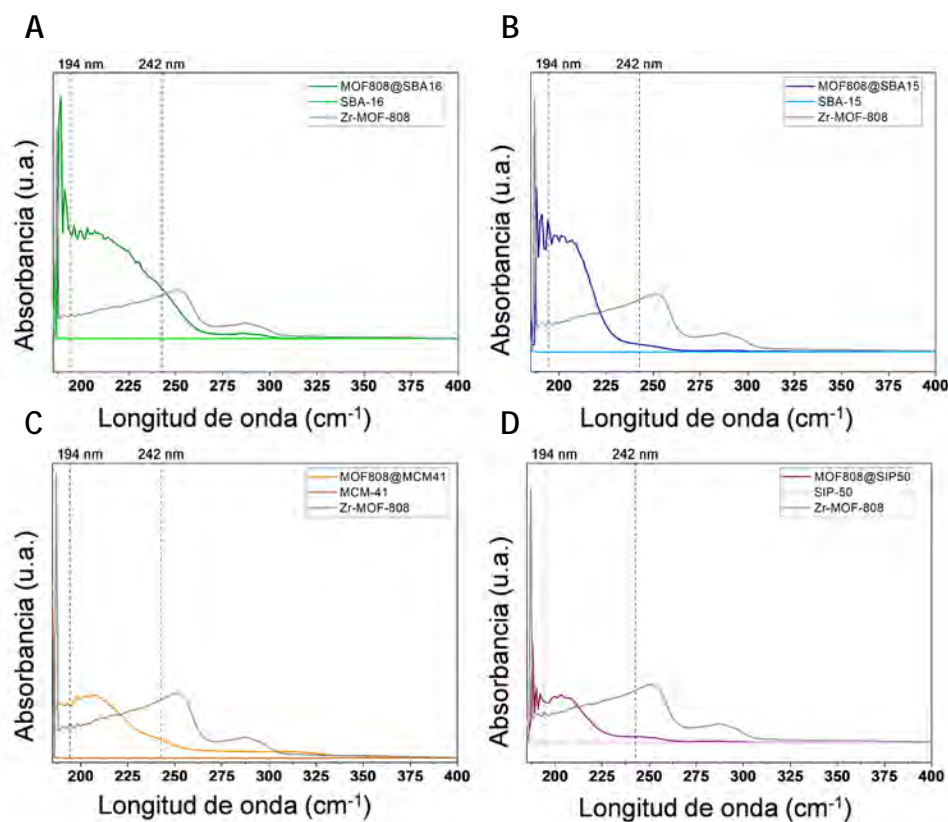 A
194 nm 242 nm
MOF808@SBA16
SBA-16
Zr-MOF-808
Absorbancia (u.a.)
200 225 250 275 300 325 350 375 400
Longitud de onda (cm⁻¹)
B
194 nm 242 nm
MOF808@SBA15
SBA-15
Zr-MOF-808
Absorbancia (u.a.)
200 225 250 275 300 325 350 375 400
Longitud de onda (cm⁻¹)
C
194 nm 242 nm
MOF808@MCM41
MCM-41
Zr-MOF-808
Absorbancia (u.a.)
200 225 250 275 300 325 350 375 400
Longitud de onda (cm⁻¹)
D
194 nm 242 nm
MOF808@SIP50
SIP-50
Zr-MOF-808
Absorbancia (u.a.)
200 225 250 275 300 325 350 375 400
Longitud de onda (cm⁻¹)